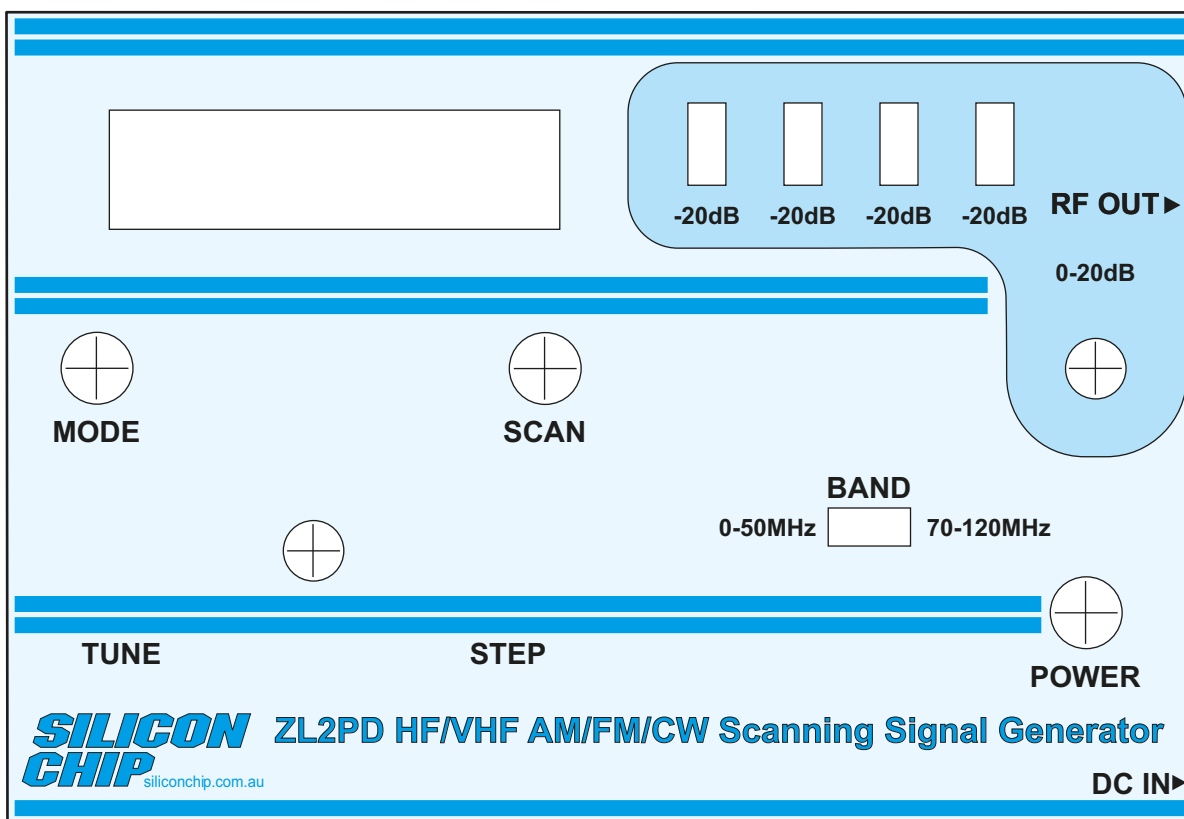 -20dB -20dB -20dB -20dB RF OUT
0-20dB
MODE SCAN
BAND
0-50MHz 70-120MHz
TUNE STEP
POWER
SILICON CHIP
siliconchip.com.au
ZL2PD HF/VHF AM/FM/CW Scanning Signal Generator
DC IN